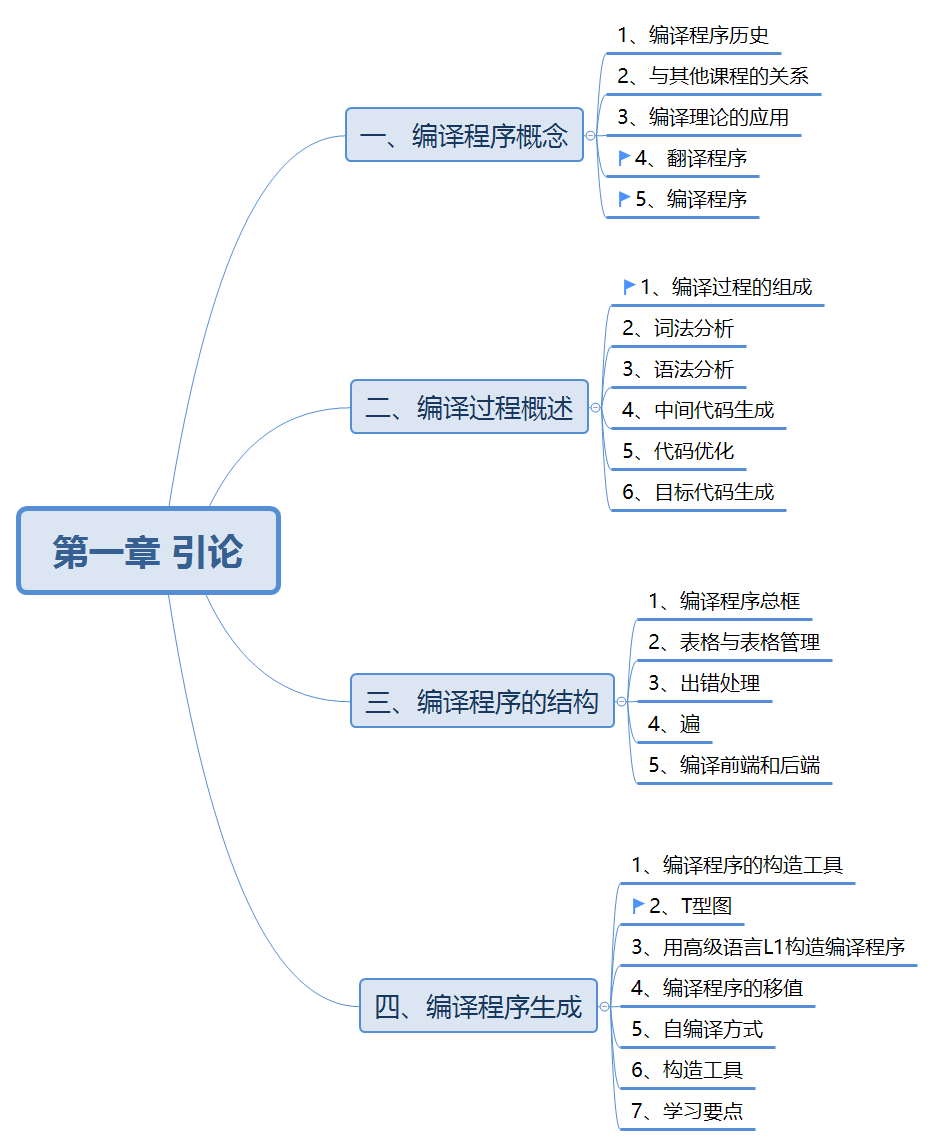 第一章 引论
一、编译程序概念
1、编译程序历史
2、与其他课程的关系
3、编译理论的应用
4、翻译程序
5、编译程序
二、编译过程概述
1、编译过程的组成
2、词法分析
3、语法分析
4、中间代码生成
5、代码优化
6、目标代码生成
三、编译程序的结构
1、编译程序总框
2、表格与表格管理
3、出错处理
4、遍
5、编译前端和后端
四、编译程序生成
1、编译程序的构造工具
2、T型图
3、用高级语言L1构造编译程序
4、编译程序的移值
5、自编译方式
6、构造工具
7、学习要点